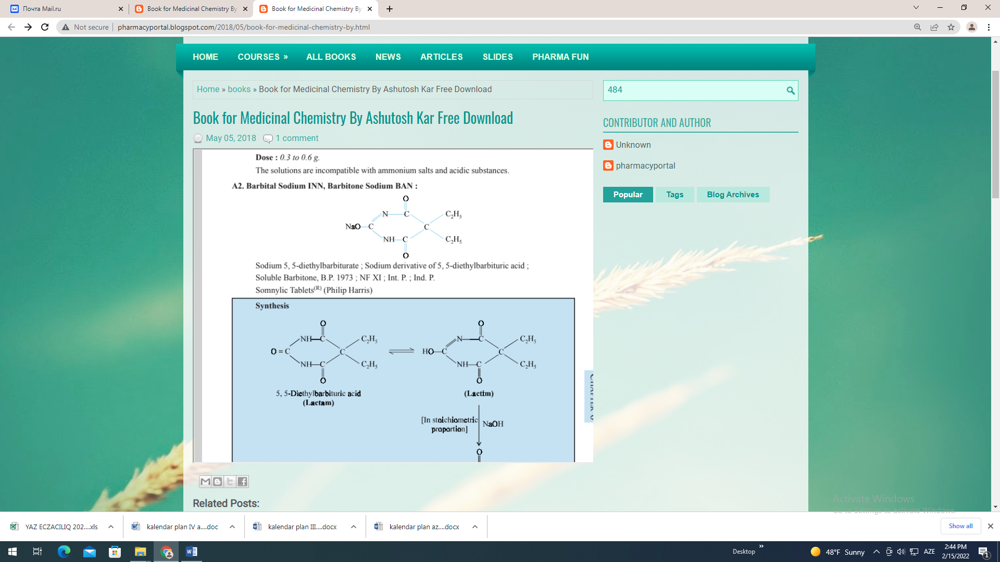 Почта Mail.ru
Book for Medicinal Chemistry By
Book for Medicinal Chemistry By
Not secure
pharmacyportal.blogspot.com/2018/05/book-for-medicinal-chemistry-by.html
HOME COURSES » ALL BOOKS NEWS ARTICLES SLIDES PHARMA FUN
Home » books » Book for Medicinal Chemistry By Ashutosh Kar Free Download
484
Book for Medicinal Chemistry By Ashutosh Kar Free Download
May 05, 2018 1 comment
CONTRIBUTOR AND AUTHOR
Unknown
pharmacyportal
Popular Tags Blog Archives
Dose : 0.3 to 0.6 g.
The solutions are incompatible with ammonium salts and acidic substances.
A2. Barbital Sodium INN, Barbitone Sodium BAN :
O
N C C₂H₅
NaO C C
NH C C₂H₅
O
Sodium 5, 5-diethylbarbiturate ; Sodium derivative of 5, 5-diethylbarbituric acid ;
Soluble Barbitone, B.P. 1973 ; NF XI ; Int. P. ; Ind. P.
Somnylic Tablets(R) (Philip Harris)
Synthesis
O O
NH C C₂H₅ N C C₂H₅
O = C C HO C C
NH C C₂H₅ NH C C₂H₅
O O
5, 5-Diethylbarbituric acid (Lactim)
(Lactam)
[In stoichiometric
proportion]
NaOH
O
Related Posts:
Activate Windows
Go to Settings to activate Windows.
YAZ ECZACILIQ 202....xls
kalendar plan IV a....doc
kalendar plan III....docx
kalendar plan az....docx
Show all
Desktop
48°F Sunny
AZE
2:44 PM
2/15/2022
1